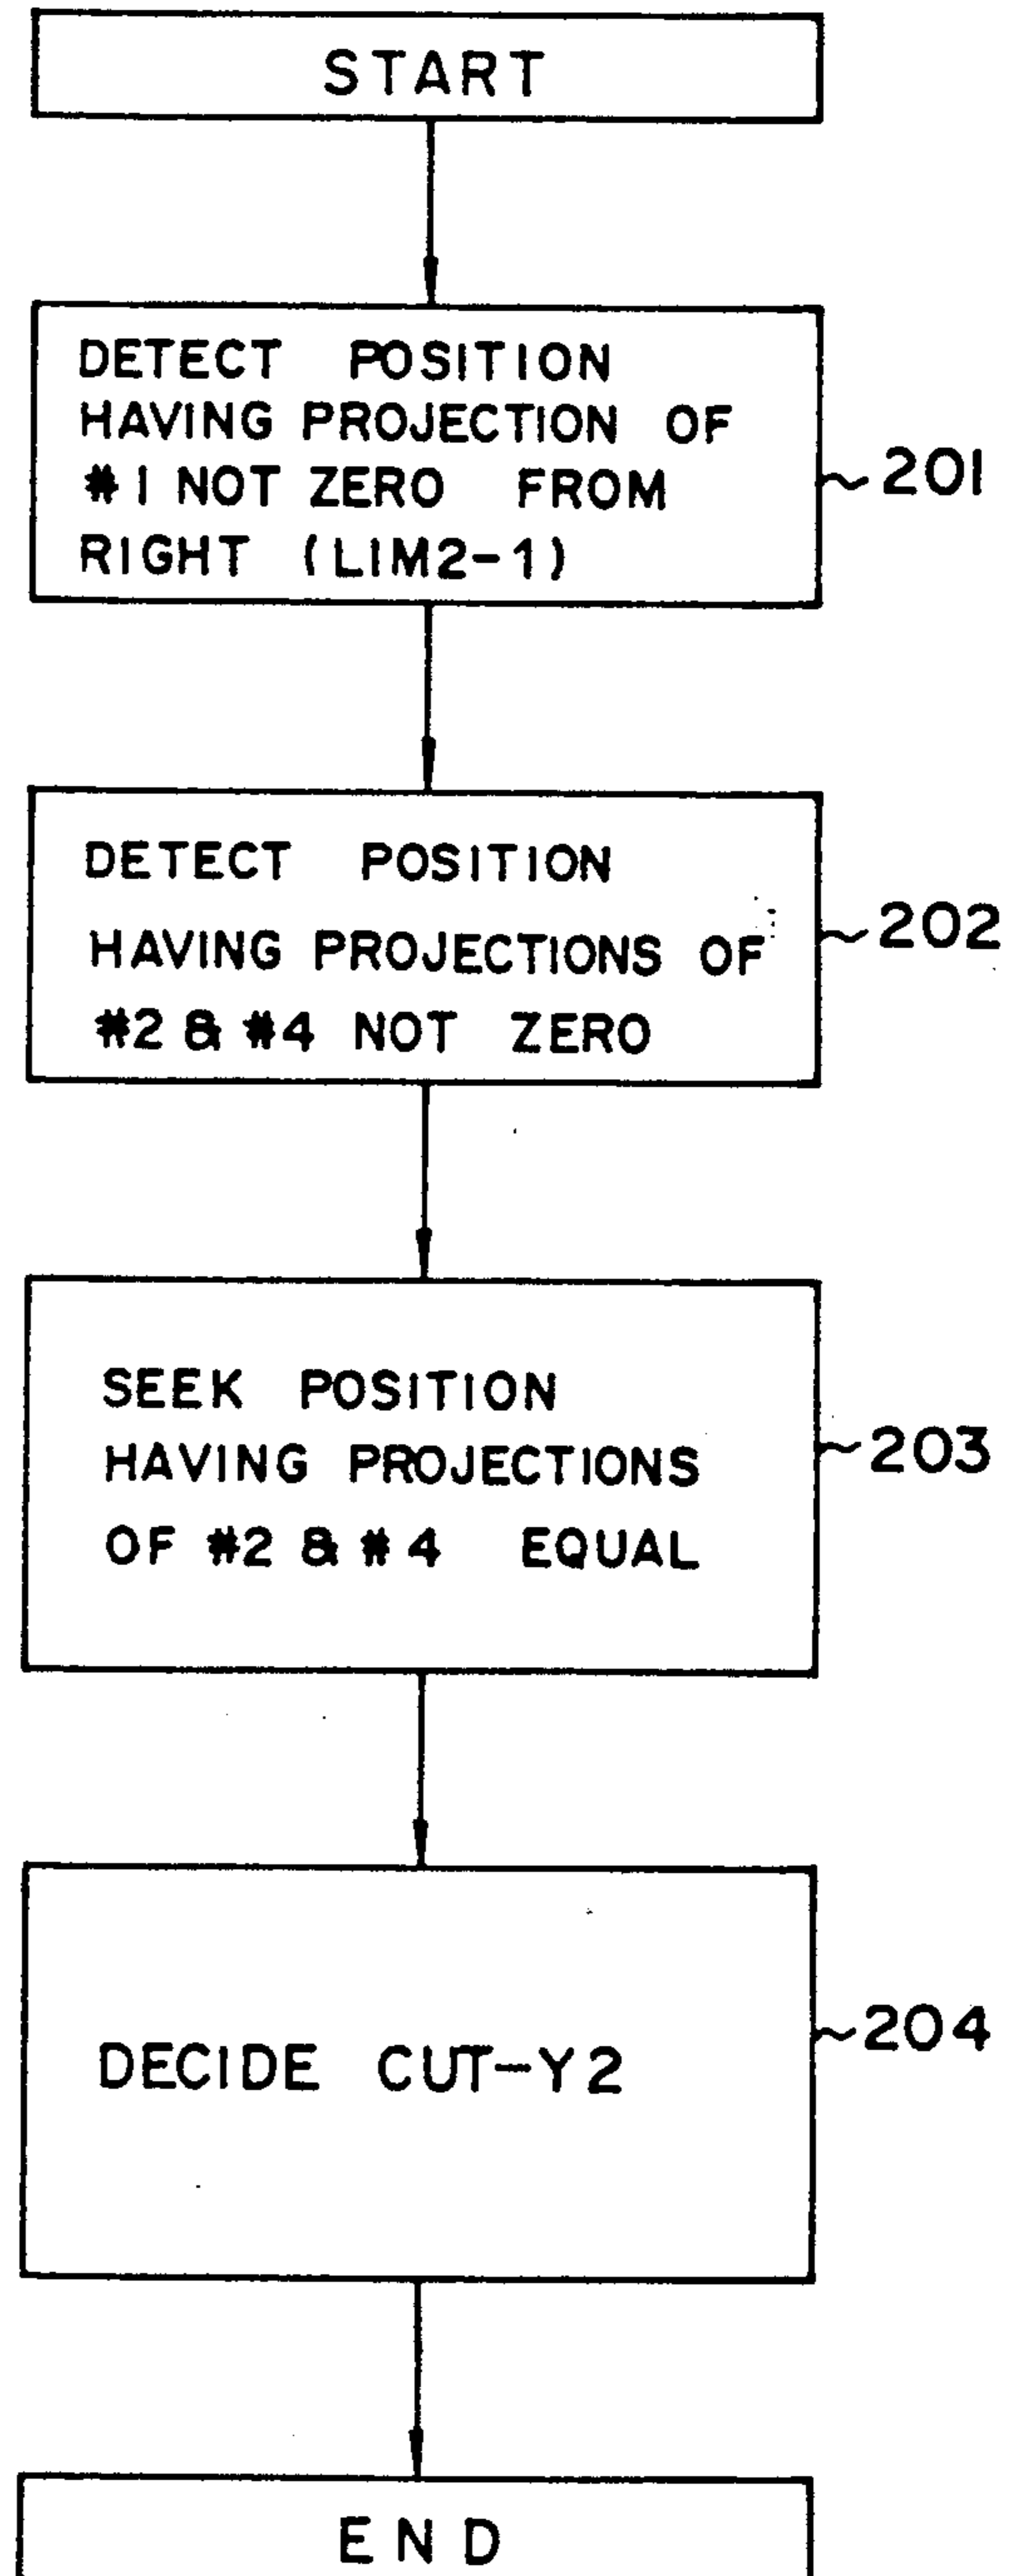 START
DETECT POSITION
HAVING PROJECTION OF
#1 NOT ZERO FROM
RIGHT (LIM2-1)
201
DETECT POSITION
HAVING PROJECTIONS OF
#2 & #4 NOT ZERO
202
SEEK POSITION
HAVING PROJECTIONS
OF #2 & #4 EQUAL
203
DECIDE CUT-Y2
204
END